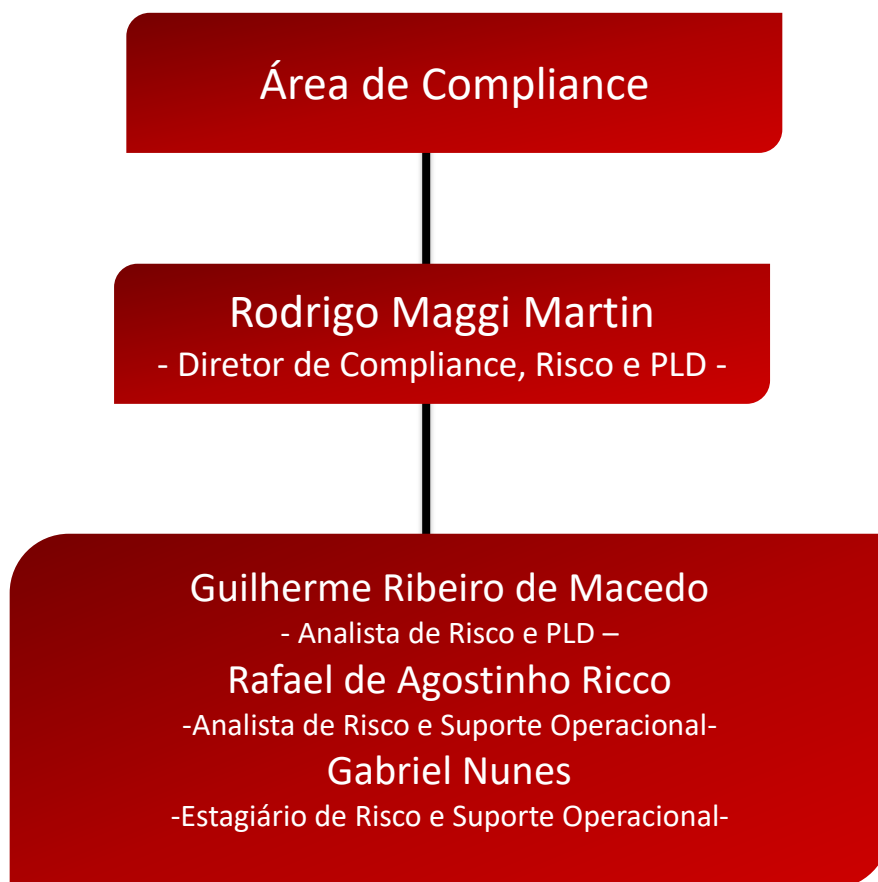 Área de Compliance
Rodrigo Maggi Martin
- Diretor de Compliance, Risco e PLD -
Guilherme Ribeiro de Macedo
- Analista de Risco e PLD –
Rafael de Agostinho Ricco
-Analista de Risco e Suporte Operacional-
Gabriel Nunes
-Estagiário de Risco e Suporte Operacional-